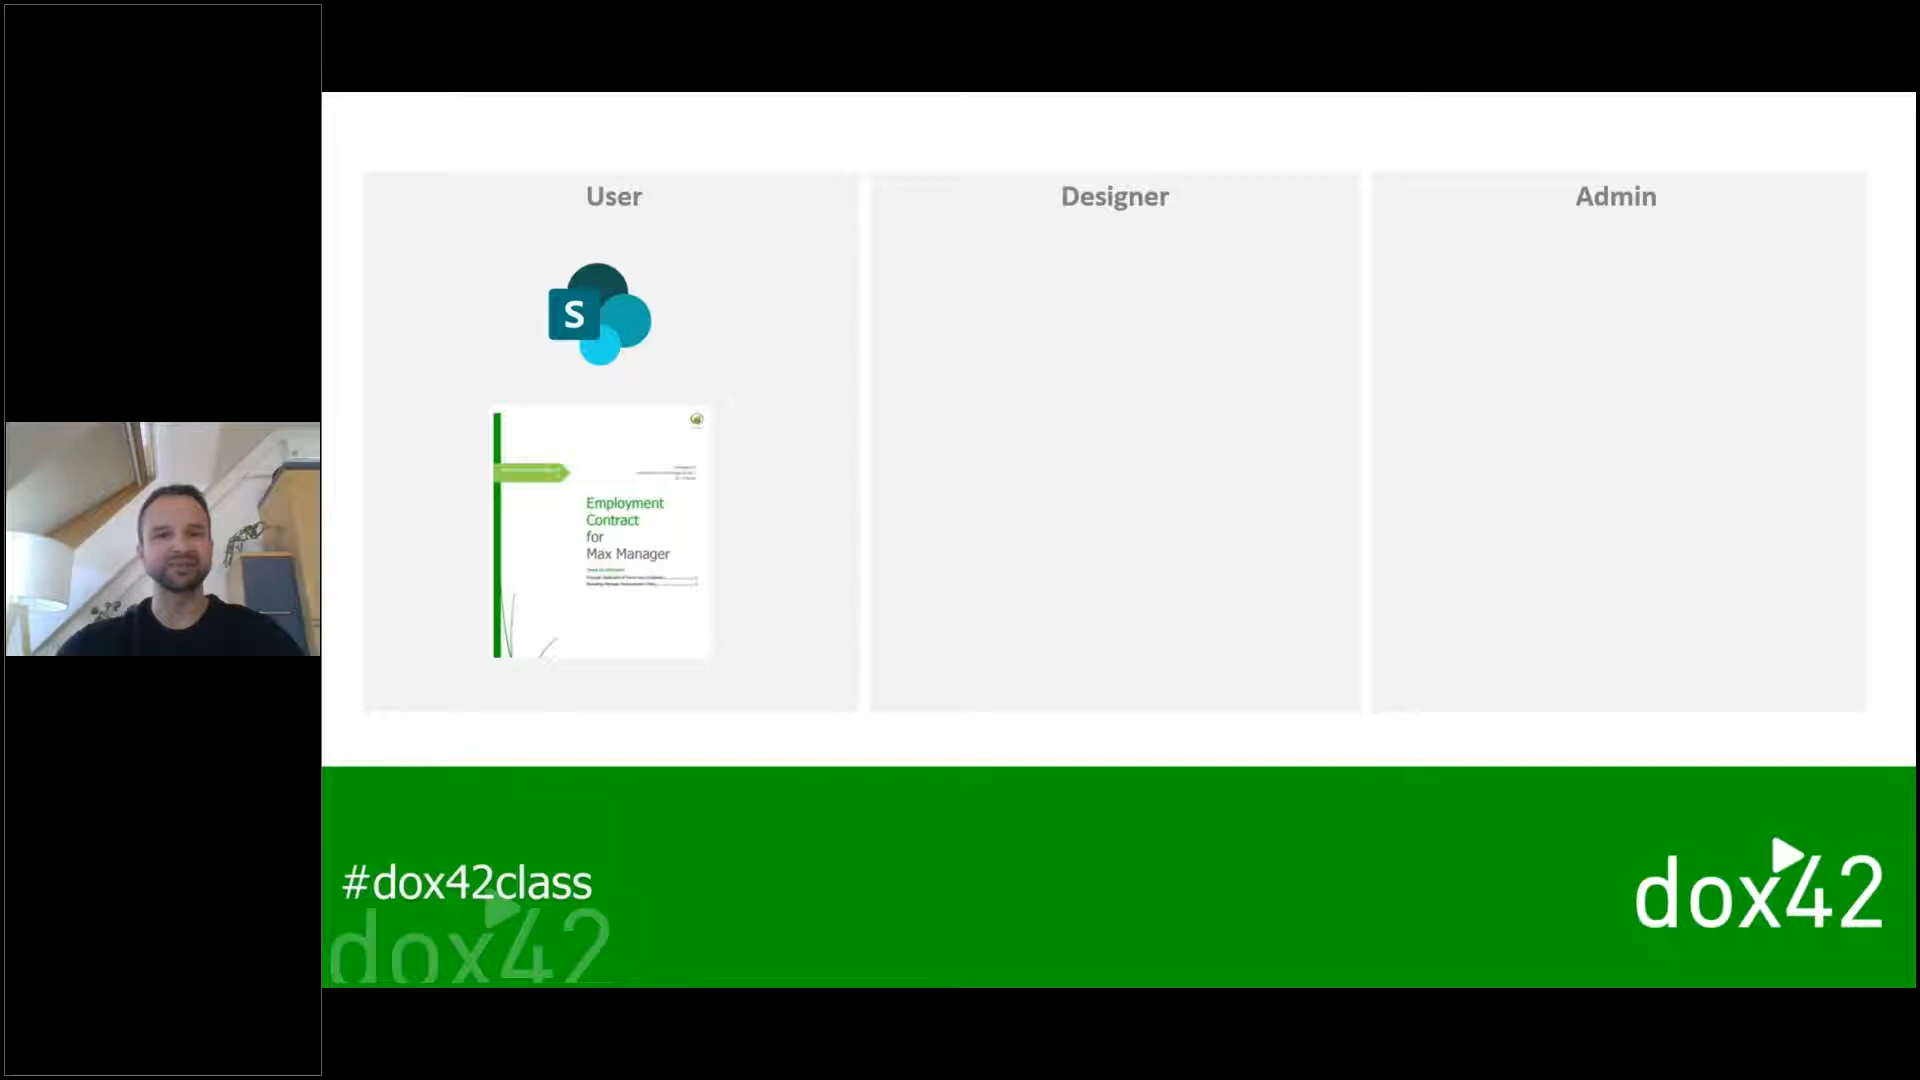 User
Designer
Admin
S
Employment
Contract
for
Max Manager
#dox42class
dox42
dox42